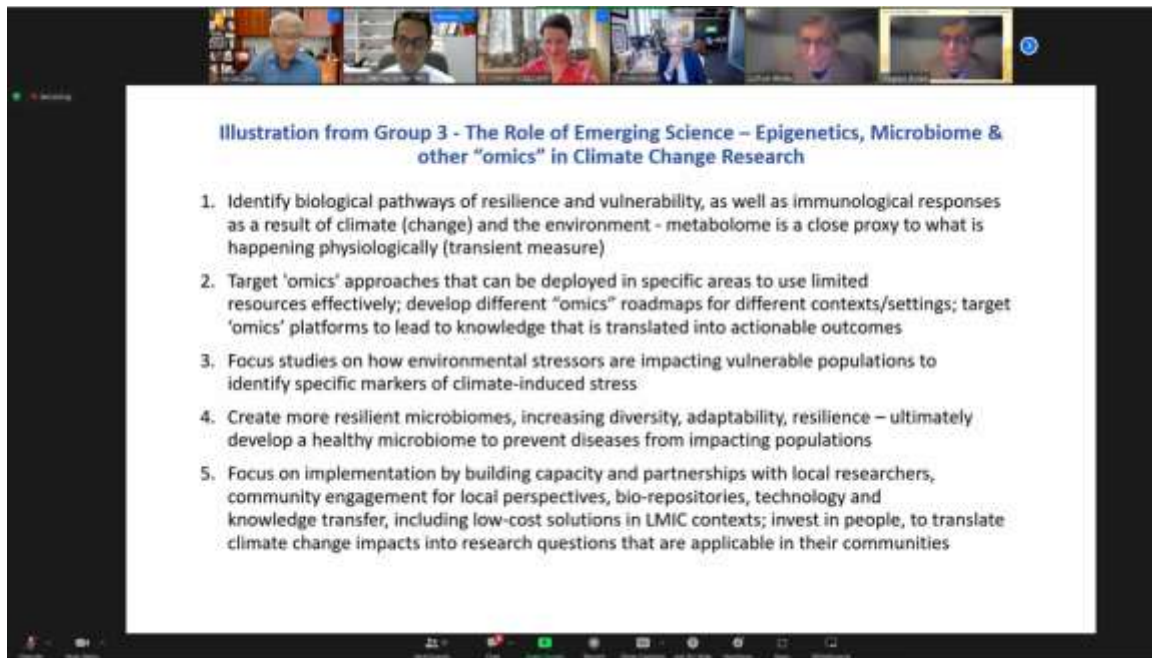 Illustration from Group 3 - The Role of Emerging Science – Epigenetics, Microbiome &
other “omics” in Climate Change Research
1. Identify biological pathways of resilience and vulnerability, as well as immunological responses
as a result of climate (change) and the environment - metabolome is a close proxy to what is
happening physiologically (transient measure)
2. Target 'omics' approaches that can be deployed in specific areas to use limited
resources effectively; develop different “omics” roadmaps for different contexts/settings; target
'omics' platforms to lead to knowledge that is translated into actionable outcomes
3. Focus studies on how environmental stressors are impacting vulnerable populations to
identify specific markers of climate-induced stress
4. Create more resilient microbiomes, increasing diversity, adaptability, resilience – ultimately
develop a healthy microbiome to prevent diseases from impacting populations
5. Focus on implementation by building capacity and partnerships with local researchers,
community engagement for local perspectives, bio-repositories, technology and
knowledge transfer, including low-cost solutions in LMIC contexts; invest in people, to translate
climate change impacts into research questions that are applicable in their communities